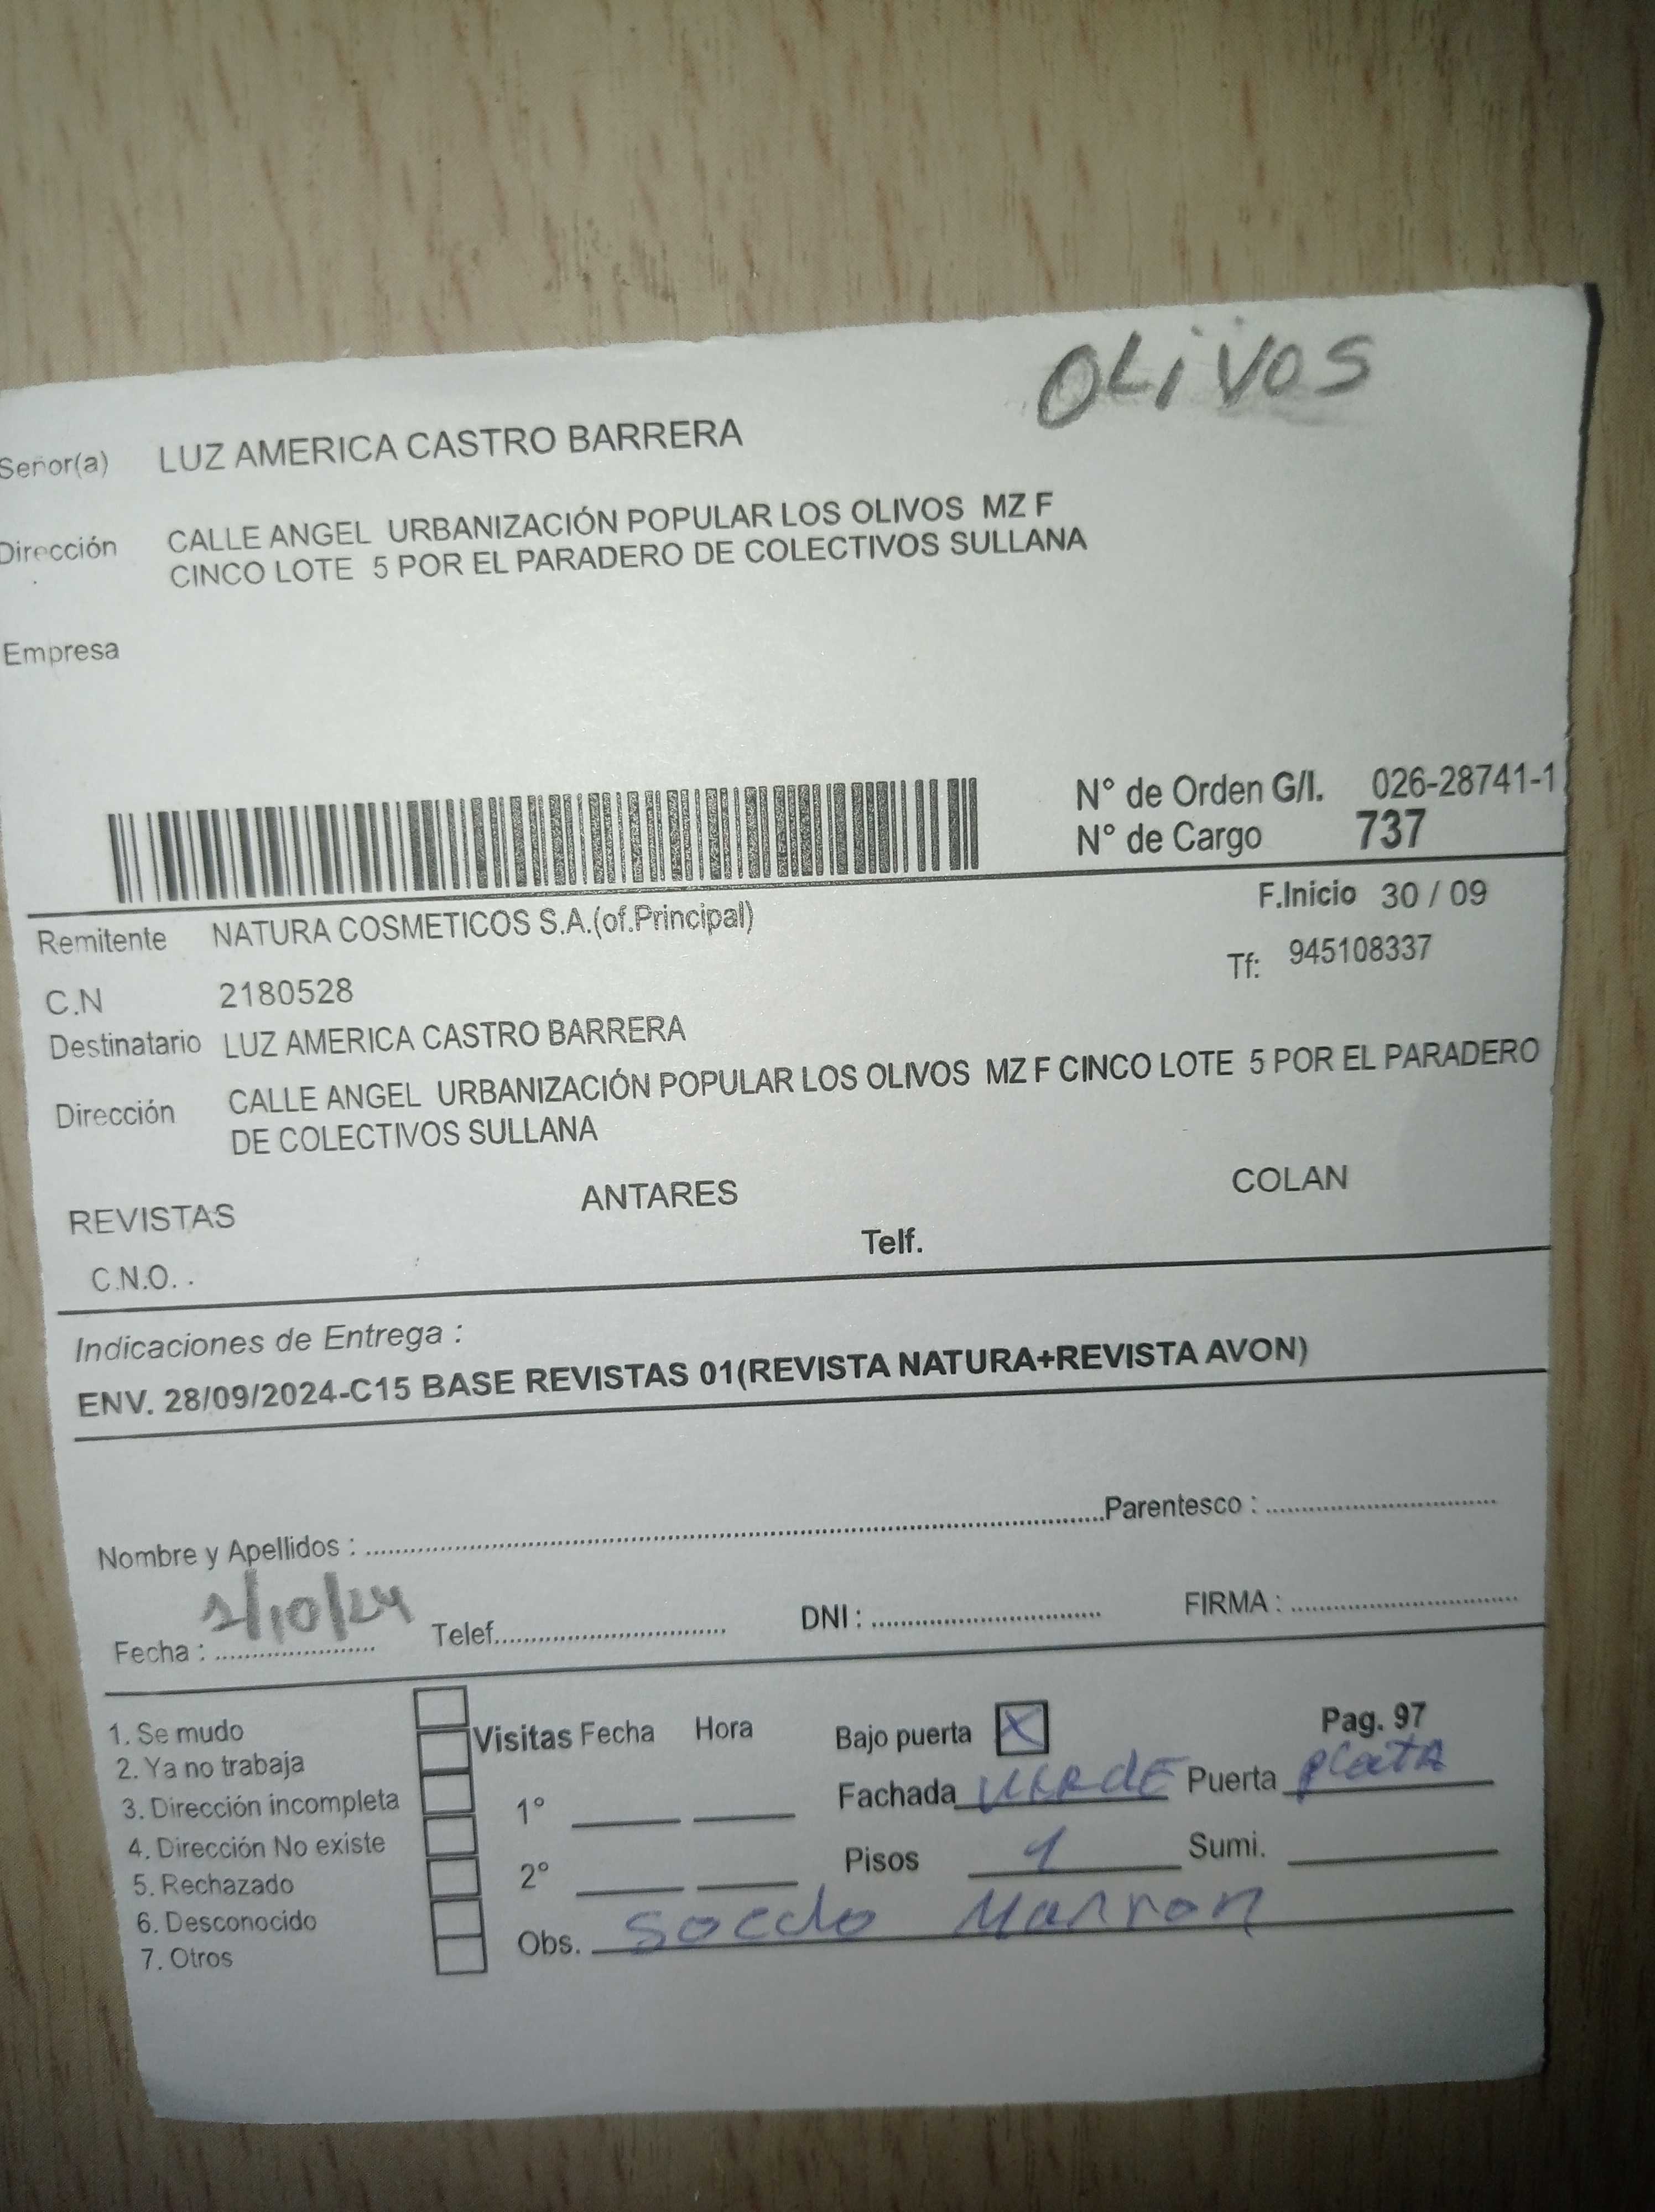 OLiVOS
Señor(a) LUZ AMERICA CASTRO BARRERA
Dirección CALLE ANGEL URBANIZACIÓN POPULAR LOS OLIVOS MZ F
CINCO LOTE 5 POR EL PARADERO DE COLECTIVOS SULLANA
Empresa
N° de Orden G/I. 026-28741-1
N° de Cargo 737
F.Inicio 30 / 09
Remitente NATURA COSMETICOS S.A.(of.Principal)
Tf: 945108337
C.N 2180528
Destinatario LUZ AMERICA CASTRO BARRERA
Dirección CALLE ANGEL URBANIZACIÓN POPULAR LOS OLIVOS MZ F CINCO LOTE 5 POR EL PARADERO
DE COLECTIVOS SULLANA
REVISTAS ANTARES COLAN
C.N.O. . Telf.
Indicaciones de Entrega :
ENV. 28/09/2024-C15 BASE REVISTAS 01(REVISTA NATURA+REVISTA AVON)
Nombre y Apellidos : Parentesco :
Fecha : /10/24 Telef. DNI : FIRMA :
1. Se mudo
2. Ya no trabaja
3. Dirección incompleta
4. Dirección No existe
5. Rechazado
6. Desconocido
7. Otros
Visitas Fecha Hora
1°
2°
Bajo puerta X Pag. 97
Fachada VERDE Puerta plata
Pisos 1 Sumi.
Obs. Marron